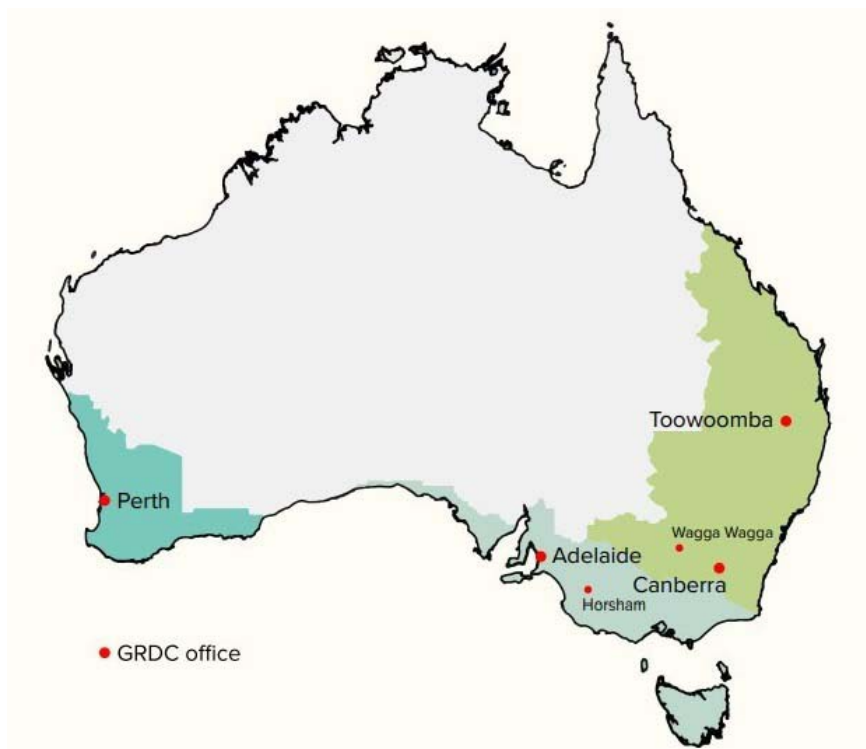 Toowoomba
Perth
Wagga Wagga
Adelaide
Canberra
Horsham
GRDC office